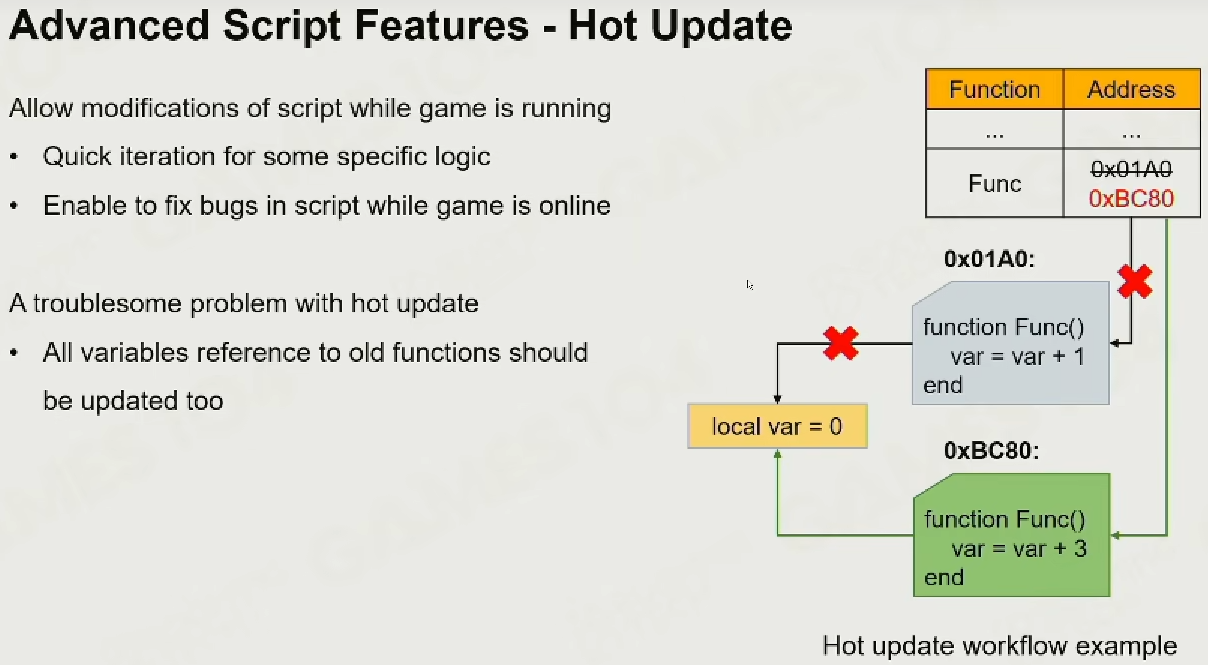 Advanced Script Features - Hot Update
Allow modifications of script while game is running
• Quick iteration for some specific logic
• Enable to fix bugs in script while game is online
A troublesome problem with hot update
• All variables reference to old functions should
be updated too
Function Address
... ...
Func 0x01A0
0xBC80
0x01A0:
function Func()
var = var + 1
end
local var = 0
0xBC80:
function Func()
var = var + 3
end
Hot update workflow example